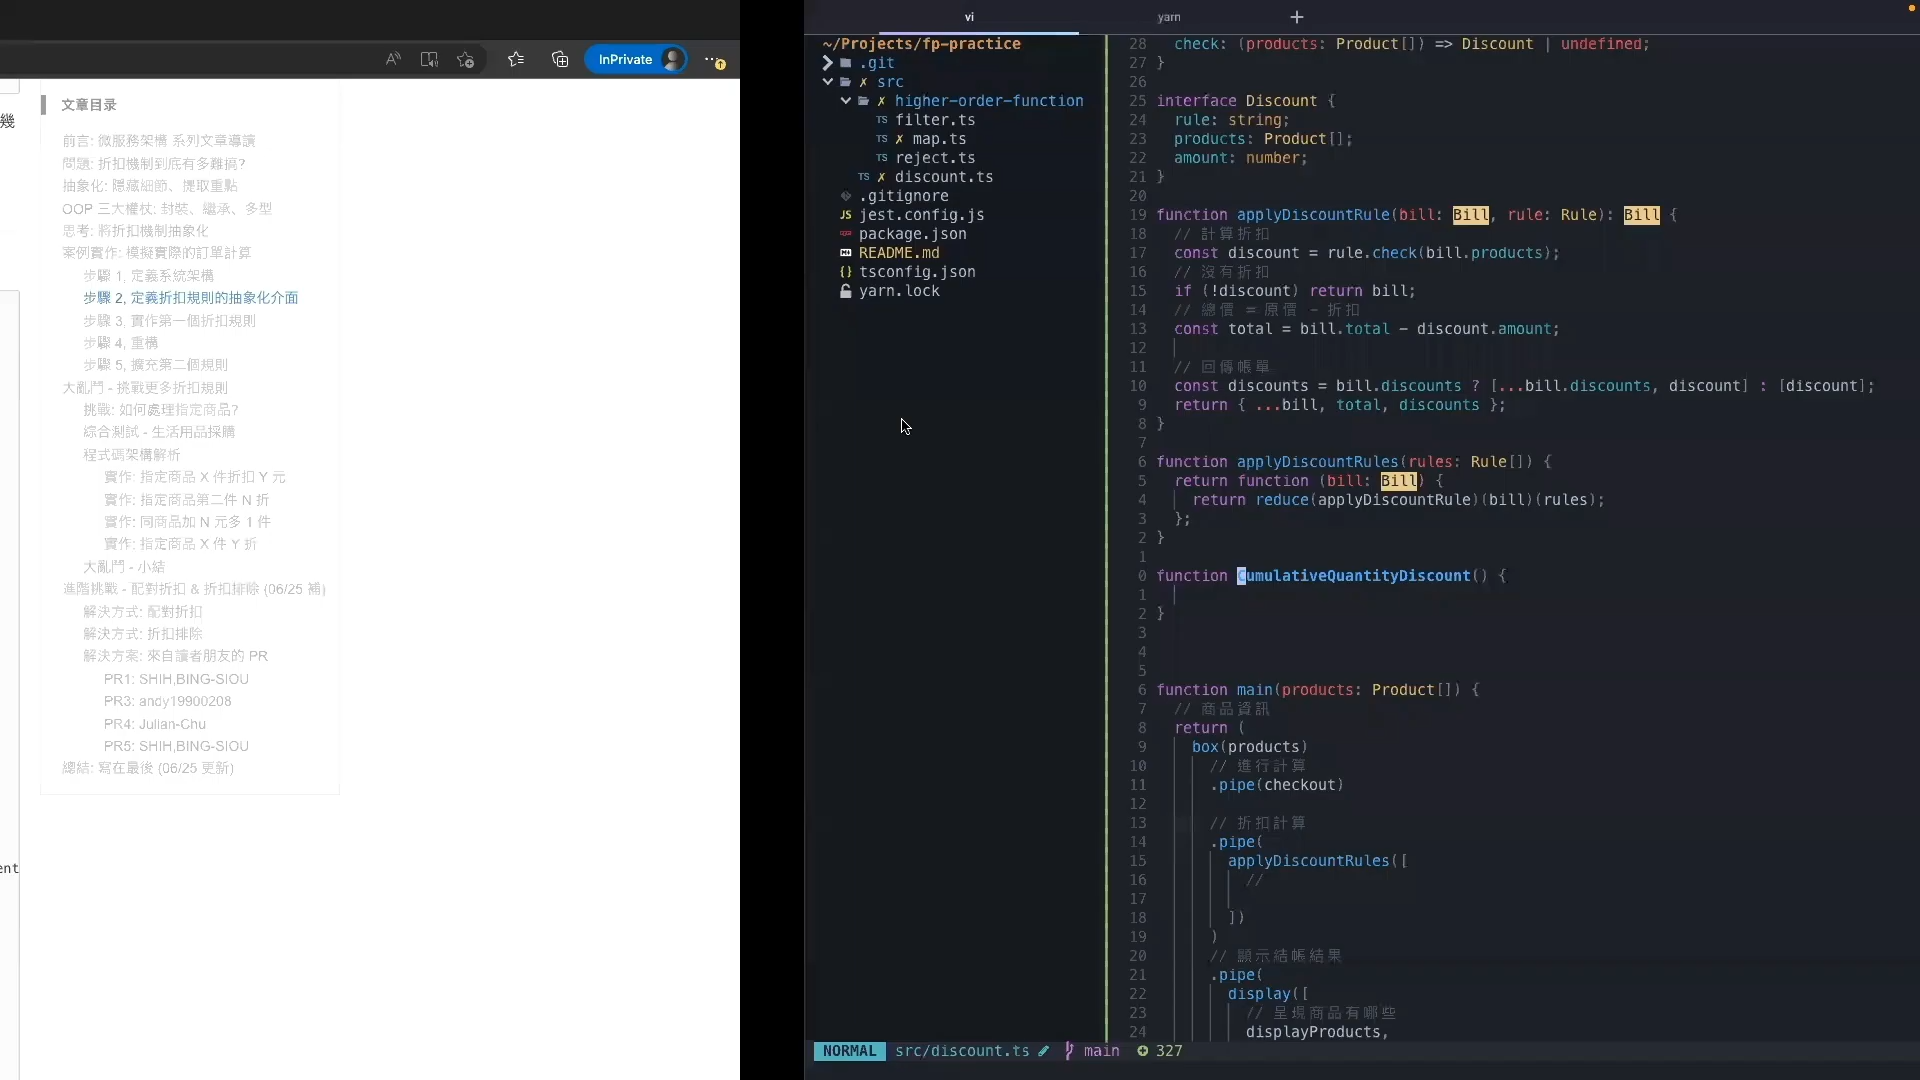 InPrivate
幾
文章目录
前言: 微服務架構 系列文章導讀
問題: 折扣機制到底有多難搞?
抽象化: 隱藏細節、提取重點
OOP 三大權杖: 封裝、繼承、多型
思考: 將折扣機制抽象化
案例實作: 模擬實際的訂單計算
步驟 1, 定義系統架構
步驟 2, 定義折扣規則的抽象化介面
步驟 3, 實作第一個折扣規則
步驟 4, 重構
步驟 5, 擴充第二個規則
大亂鬥 - 挑戰更多折扣規則
挑戰: 如何處理指定商品?
綜合測試 - 生活用品採購
程式碼架構解析
實作: 指定商品 X 件折扣 Y 元
實作: 指定商品第二件 N 折
實作: 同商品加 N 元多 1 件
實作: 指定商品 X 件 Y 折
大亂鬥 - 小結
進階挑戰 - 配對折扣 & 折扣排除 (06/25 補)
解決方式: 配對折扣
解決方式: 折扣排除
解決方案: 來自讀者朋友的 PR
PR1: SHIH,BING-SIOU
PR3: andy19900208
PR4: Julian-Chu
PR5: SHIH,BING-SIOU
總結: 寫在最後 (06/25 更新)
ent
vi
yarn
+
~/Projects/fp-practice
.git
✗ src
✗ higher-order-function
TS filter.ts
TS ✗ map.ts
TS reject.ts
TS ✗ discount.ts
.gitignore
JS jest.config.js
package.json
README.md
{} tsconfig.json
yarn.lock
28 check: (products: Product[]) => Discount | undefined;
27 }
26
25 interface Discount {
24 rule: string;
23 products: Product[];
22 amount: number;
21 }
20
19 function applyDiscountRule(bill: Bill, rule: Rule): Bill {
18 // 計算折扣
17 const discount = rule.check(bill.products);
16 // 沒有折扣
15 if (!discount) return bill;
14 // 總價 = 原價 - 折扣
13 const total = bill.total - discount.amount;
12
11 // 回傳帳單
10 const discounts = bill.discounts ? [...bill.discounts, discount] : [discount];
9 return { ...bill, total, discounts };
8 }
7
6 function applyDiscountRules(rules: Rule[]) {
5 return function (bill: Bill) {
4 return reduce(applyDiscountRule)(bill)(rules);
3 };
2 }
1
0 function CumulativeQuantityDiscount() {
1
2 }
3
4
5
6 function main(products: Product[]) {
7 // 商品資訊
8 return (
9 box(products)
10 // 進行計算
11 .pipe(checkout)
12
13 // 折扣計算
14 .pipe(
15 applyDiscountRules([
16 //
17
18 ])
19 )
20 // 顯示結帳結果
21 .pipe(
22 display([
23 // 呈現商品有哪些
24 displayProducts,
NORMAL src/discount.ts main 327